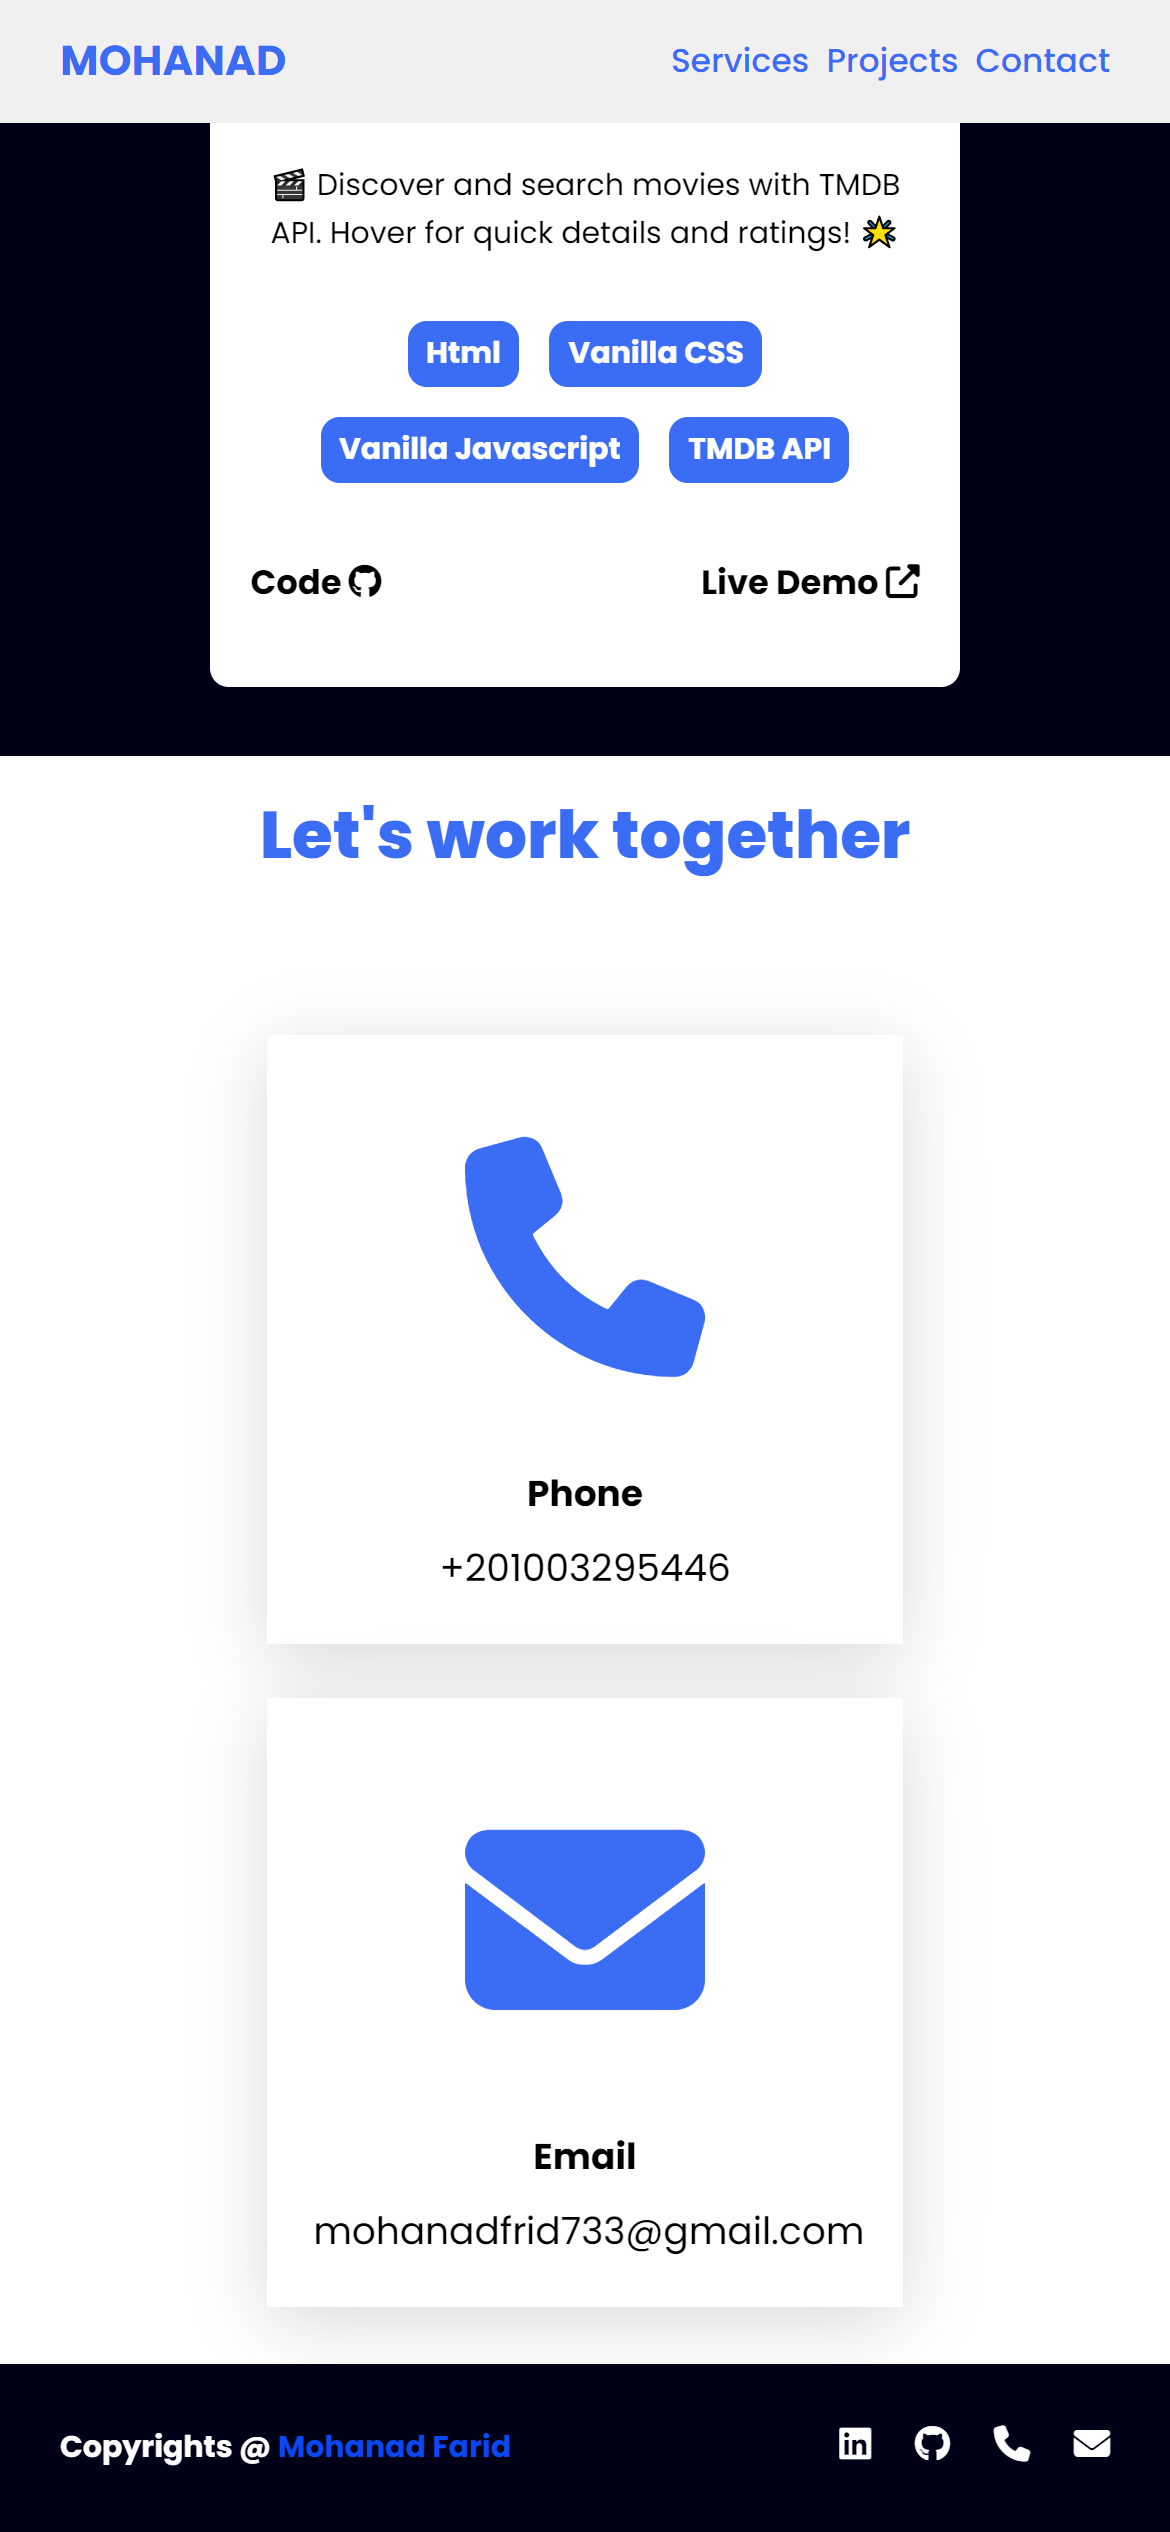 MOHANAD
Services Projects Contact
🎬 Discover and search movies with TMDB
API. Hover for quick details and ratings! 🌟
Html Vanilla CSS
Vanilla Javascript TMDB API
Code Live Demo
Let's work together
Phone
+201003295446
Email
mohanadfrid733@gmail.com
Copyrights @ Mohanad Farid